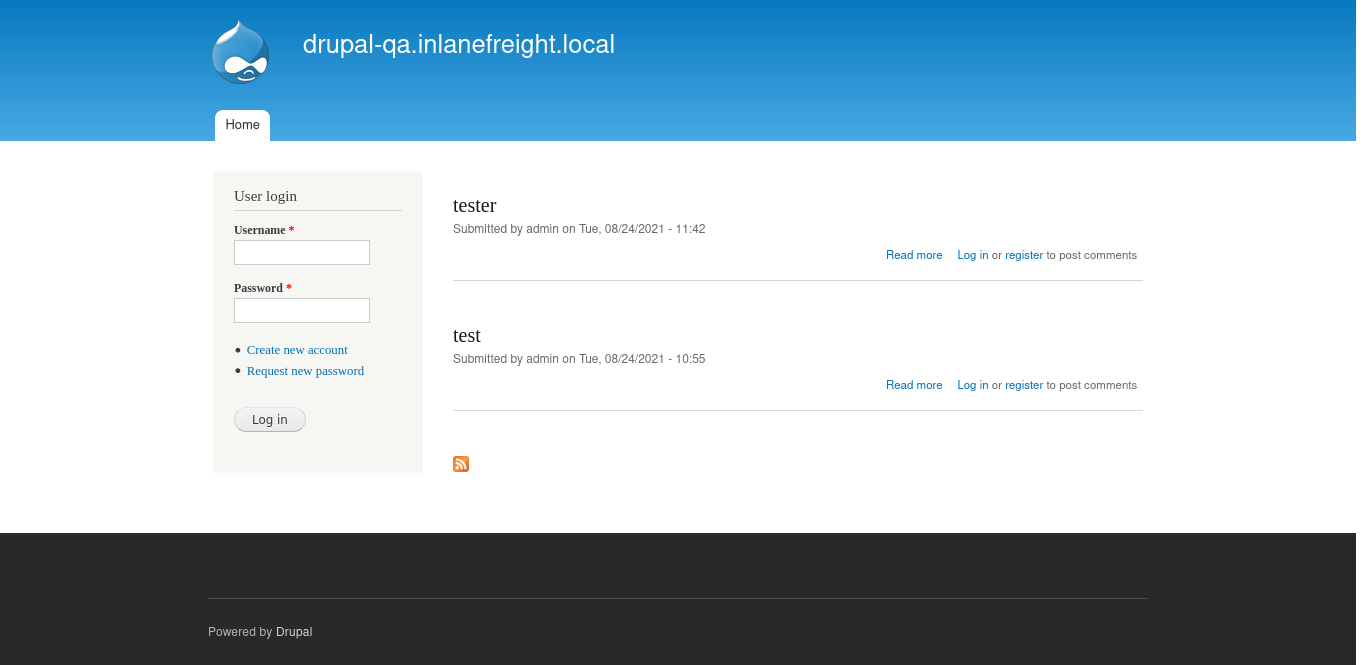 drupal-qa.inlanefreight.local
Home
User login
Username *
Password *
Create new account
Request new password
Log in
tester
Submitted by admin on Tue, 08/24/2021 - 11:42
Read more Log in or register to post comments
test
Submitted by admin on Tue, 08/24/2021 - 10:55
Read more Log in or register to post comments
Powered by Drupal